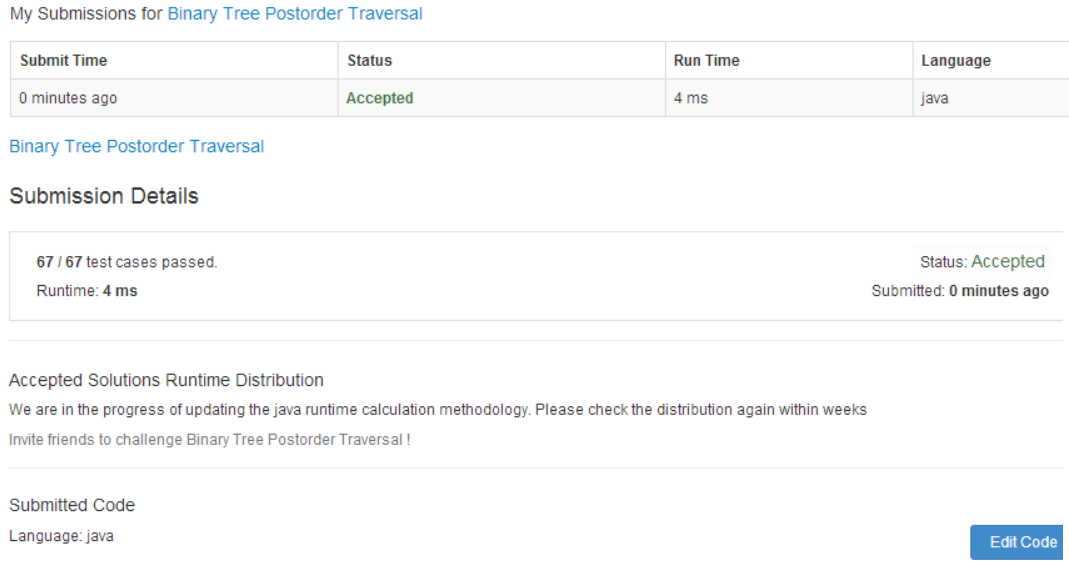 My Submissions for Binary Tree Postorder Traversal
Submit Time Status Run Time Language
0 minutes ago Accepted 4 ms java
Binary Tree Postorder Traversal
Submission Details
67 / 67 test cases passed. Status: Accepted
Runtime: 4 ms Submitted: 0 minutes ago
Accepted Solutions Runtime Distribution
We are in the progress of updating the java runtime calculation methodology. Please check the distribution again within weeks
Invite friends to challenge Binary Tree Postorder Traversal !
Submitted Code
Language: java Edit Code